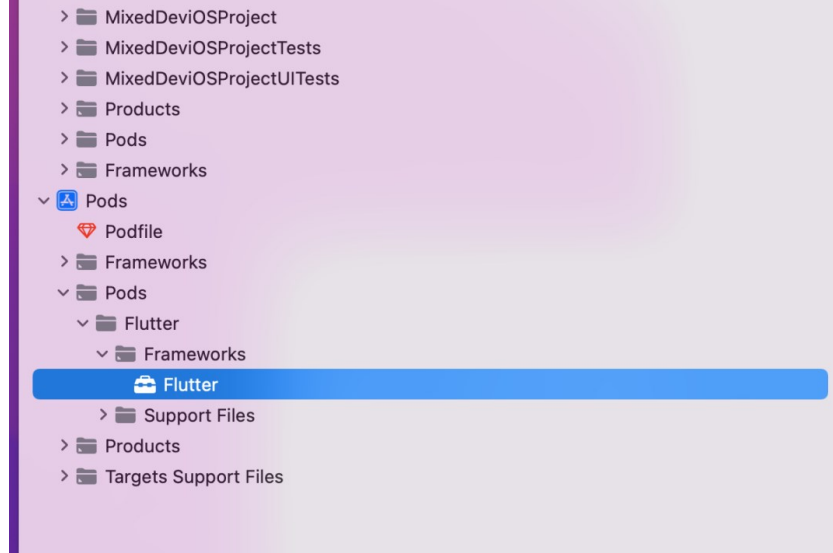 MixedDeviOSProject
MixedDeviOSProjectTests
MixedDeviOSProjectUITests
Products
Pods
Frameworks
Pods
Podfile
Frameworks
Pods
Flutter
Frameworks
Flutter
Support Files
Products
Targets Support Files